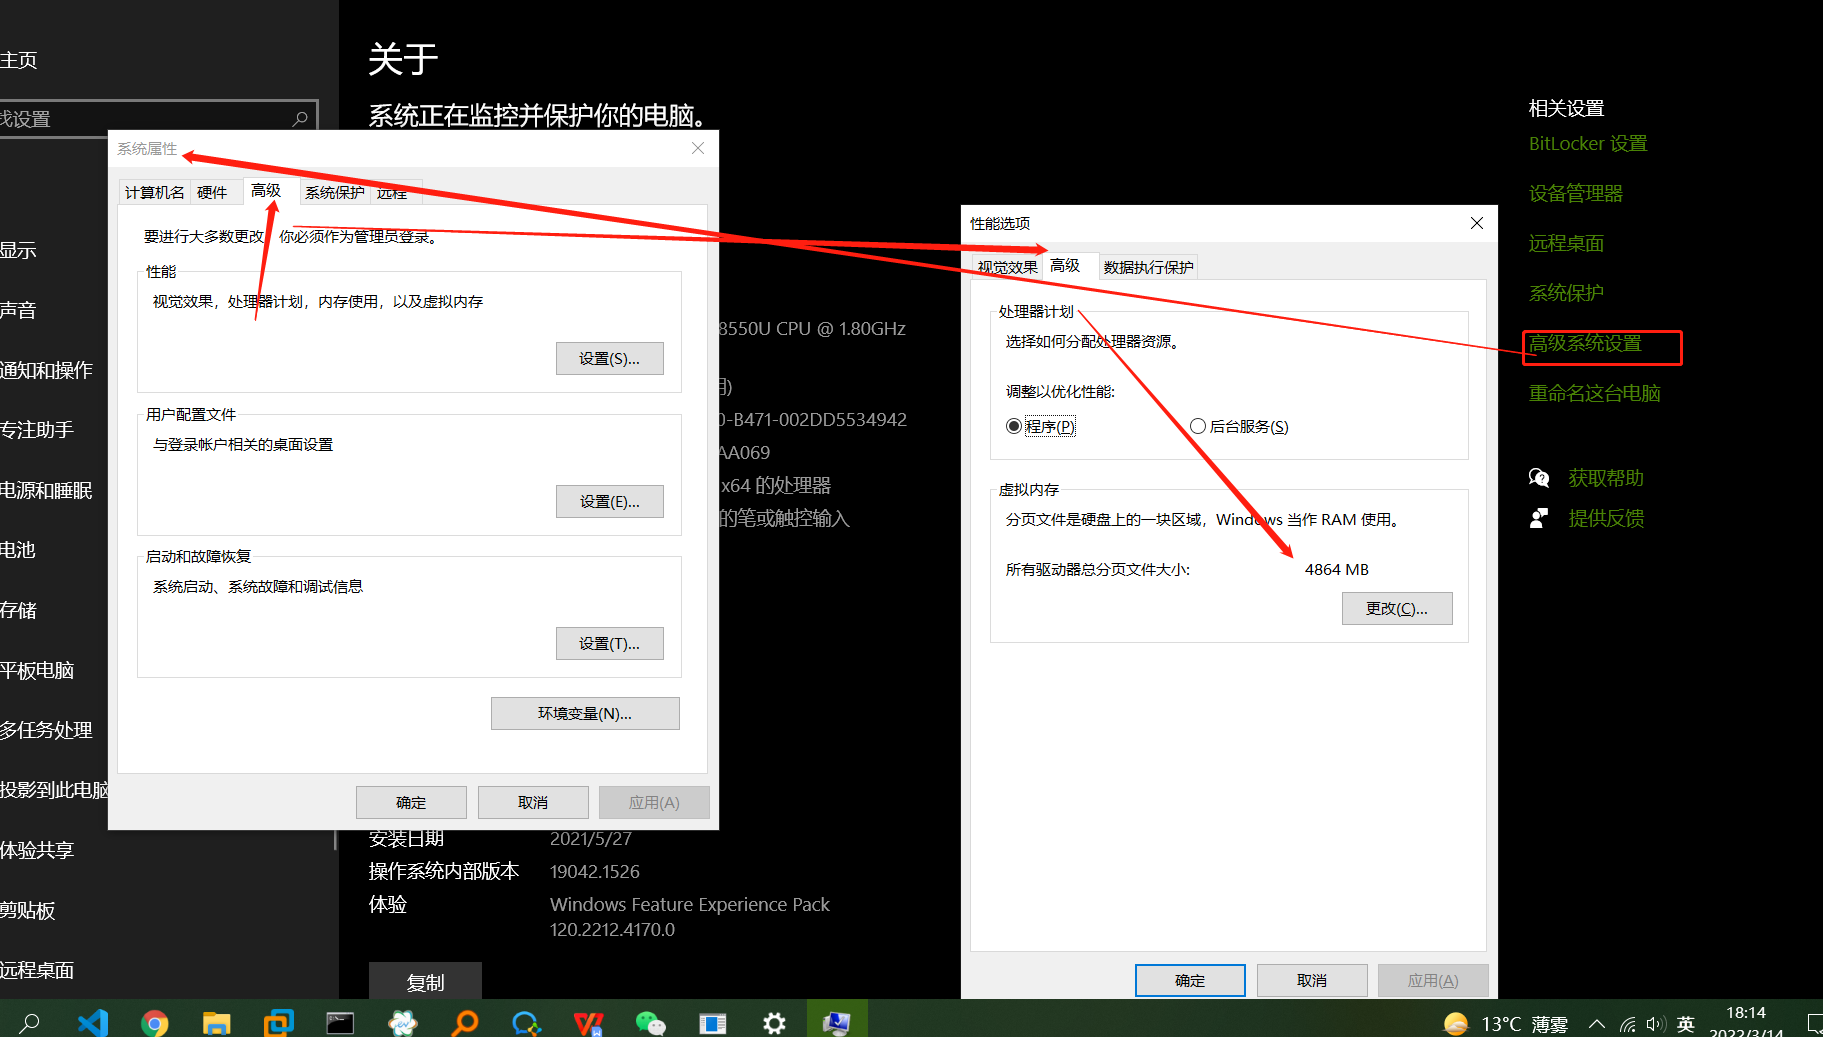 主页
找设置
显示
声音
通知和操作
专注助手
电源和睡眠
电池
存储
平板电脑
多任务处理
投影到此电脑
体验共享
剪贴板
远程桌面
关于
系统正在监控并保护你的电脑。
系统属性
计算机名 硬件 高级 系统保护 远程
要进行大多数更改，你必须作为管理员登录。
性能
视觉效果，处理器计划，内存使用，以及虚拟内存
设置(S)...
用户配置文件
与登录帐户相关的桌面设置
设置(E)...
启动和故障恢复
系统启动、系统故障和调试信息
设置(T)...
环境变量(N)...
确定 取消 应用(A)
8550U CPU @ 1.80GHz
用)
0-B471-002DD5534942
AA069
x64 的处理器
的笔或触控输入
安装日期 2021/5/27
操作系统内部版本 19042.1526
体验 Windows Feature Experience Pack
120.2212.4170.0
复制
性能选项
视觉效果 高级 数据执行保护
处理器计划
选择如何分配处理器资源。
调整以优化性能:
程序(P) 后台服务(S)
虚拟内存
分页文件是硬盘上的一块区域，Windows 当作 RAM 使用。
所有驱动器总分页文件大小: 4864 MB
更改(C)...
确定 取消 应用(A)
相关设置
BitLocker 设置
设备管理器
远程桌面
系统保护
高级系统设置
重命名这台电脑
获取帮助
提供反馈
13°C 薄雾 英 18:14
2022/3/14